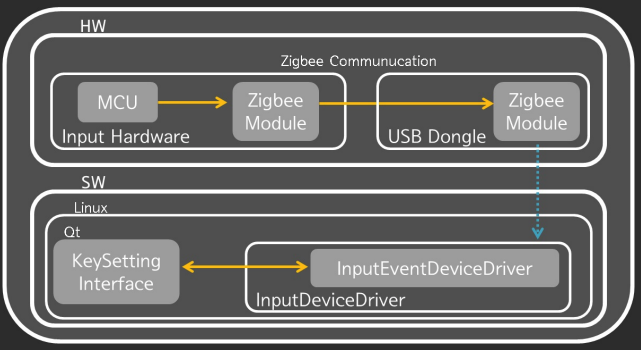 HW
Zigbee Communucation
MCU
Zigbee
Module
Input Hardware
Zigbee
Module
USB Dongle
SW
Linux
Qt
KeySetting
Interface
InputEventDeviceDriver
InputDeviceDriver